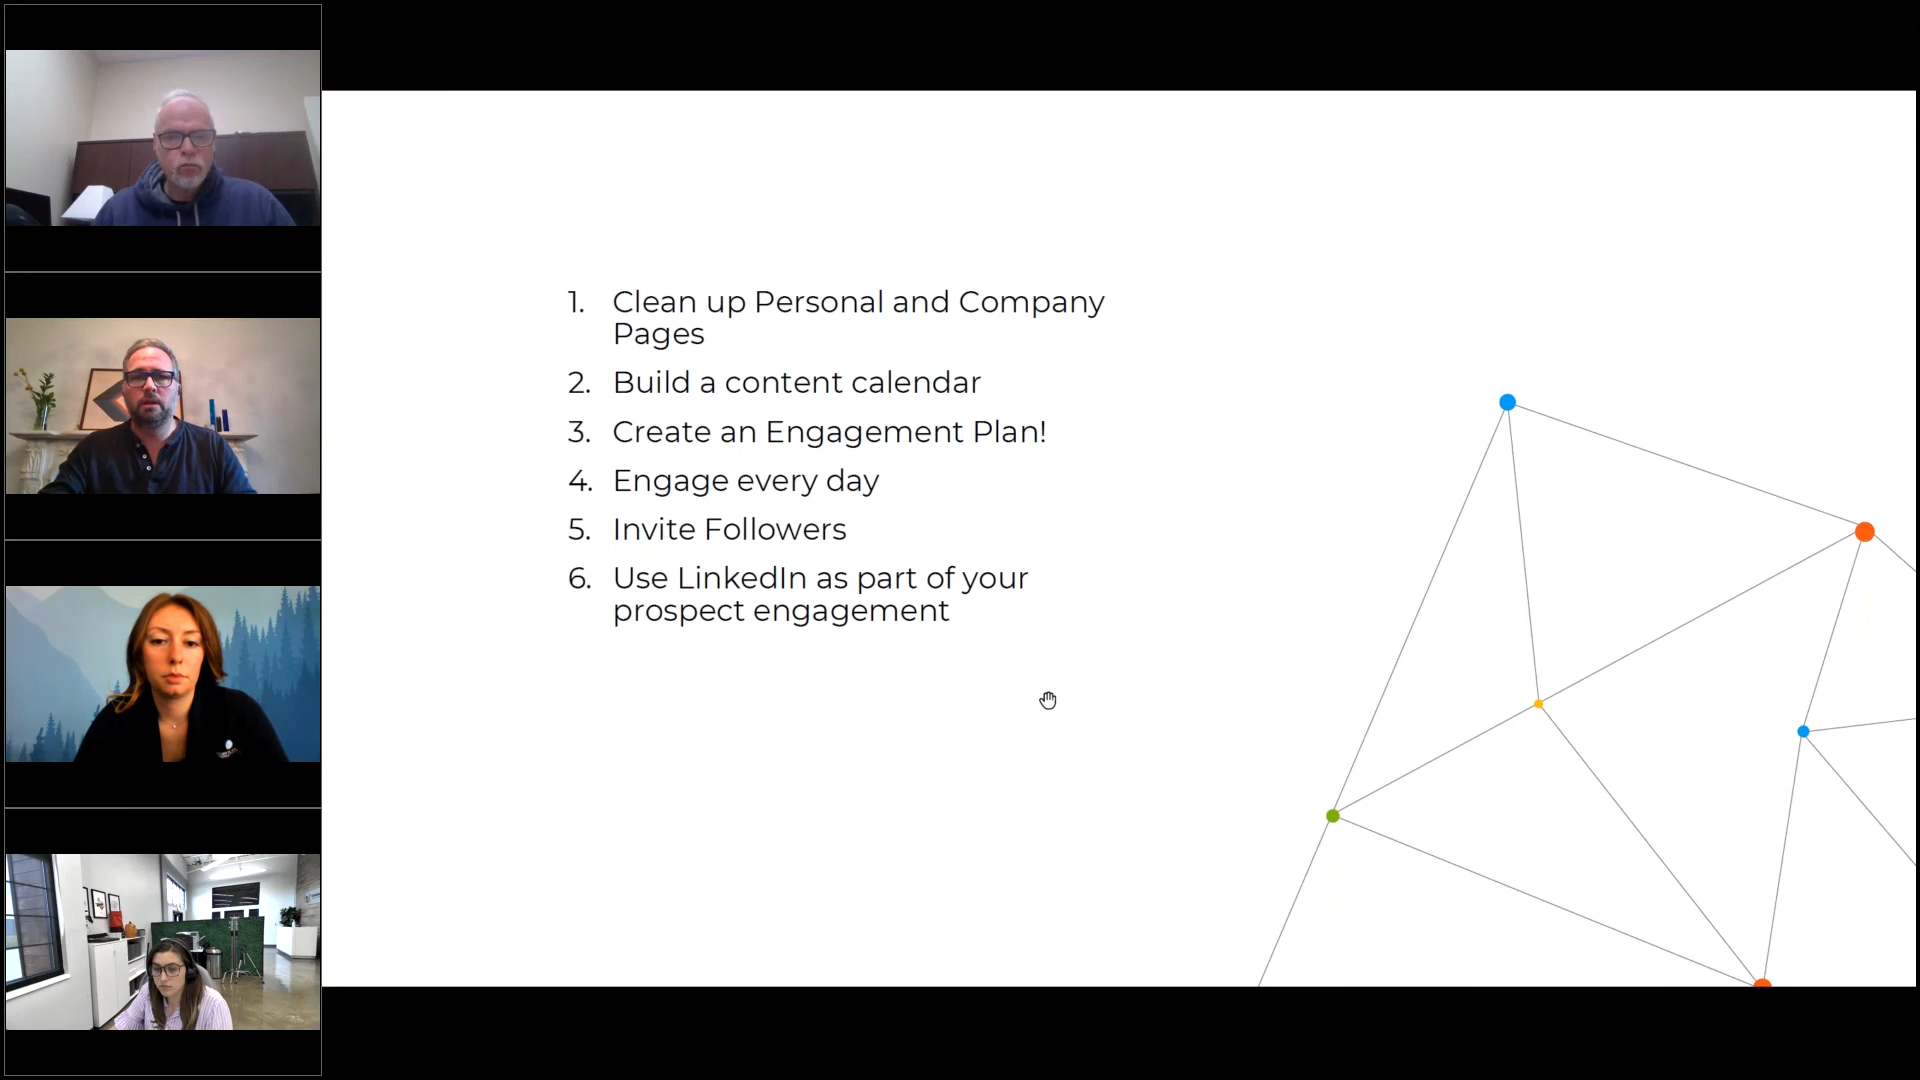 1. Clean up Personal and Company
Pages
2. Build a content calendar
3. Create an Engagement Plan!
4. Engage every day
5. Invite Followers
6. Use LinkedIn as part of your
prospect engagement